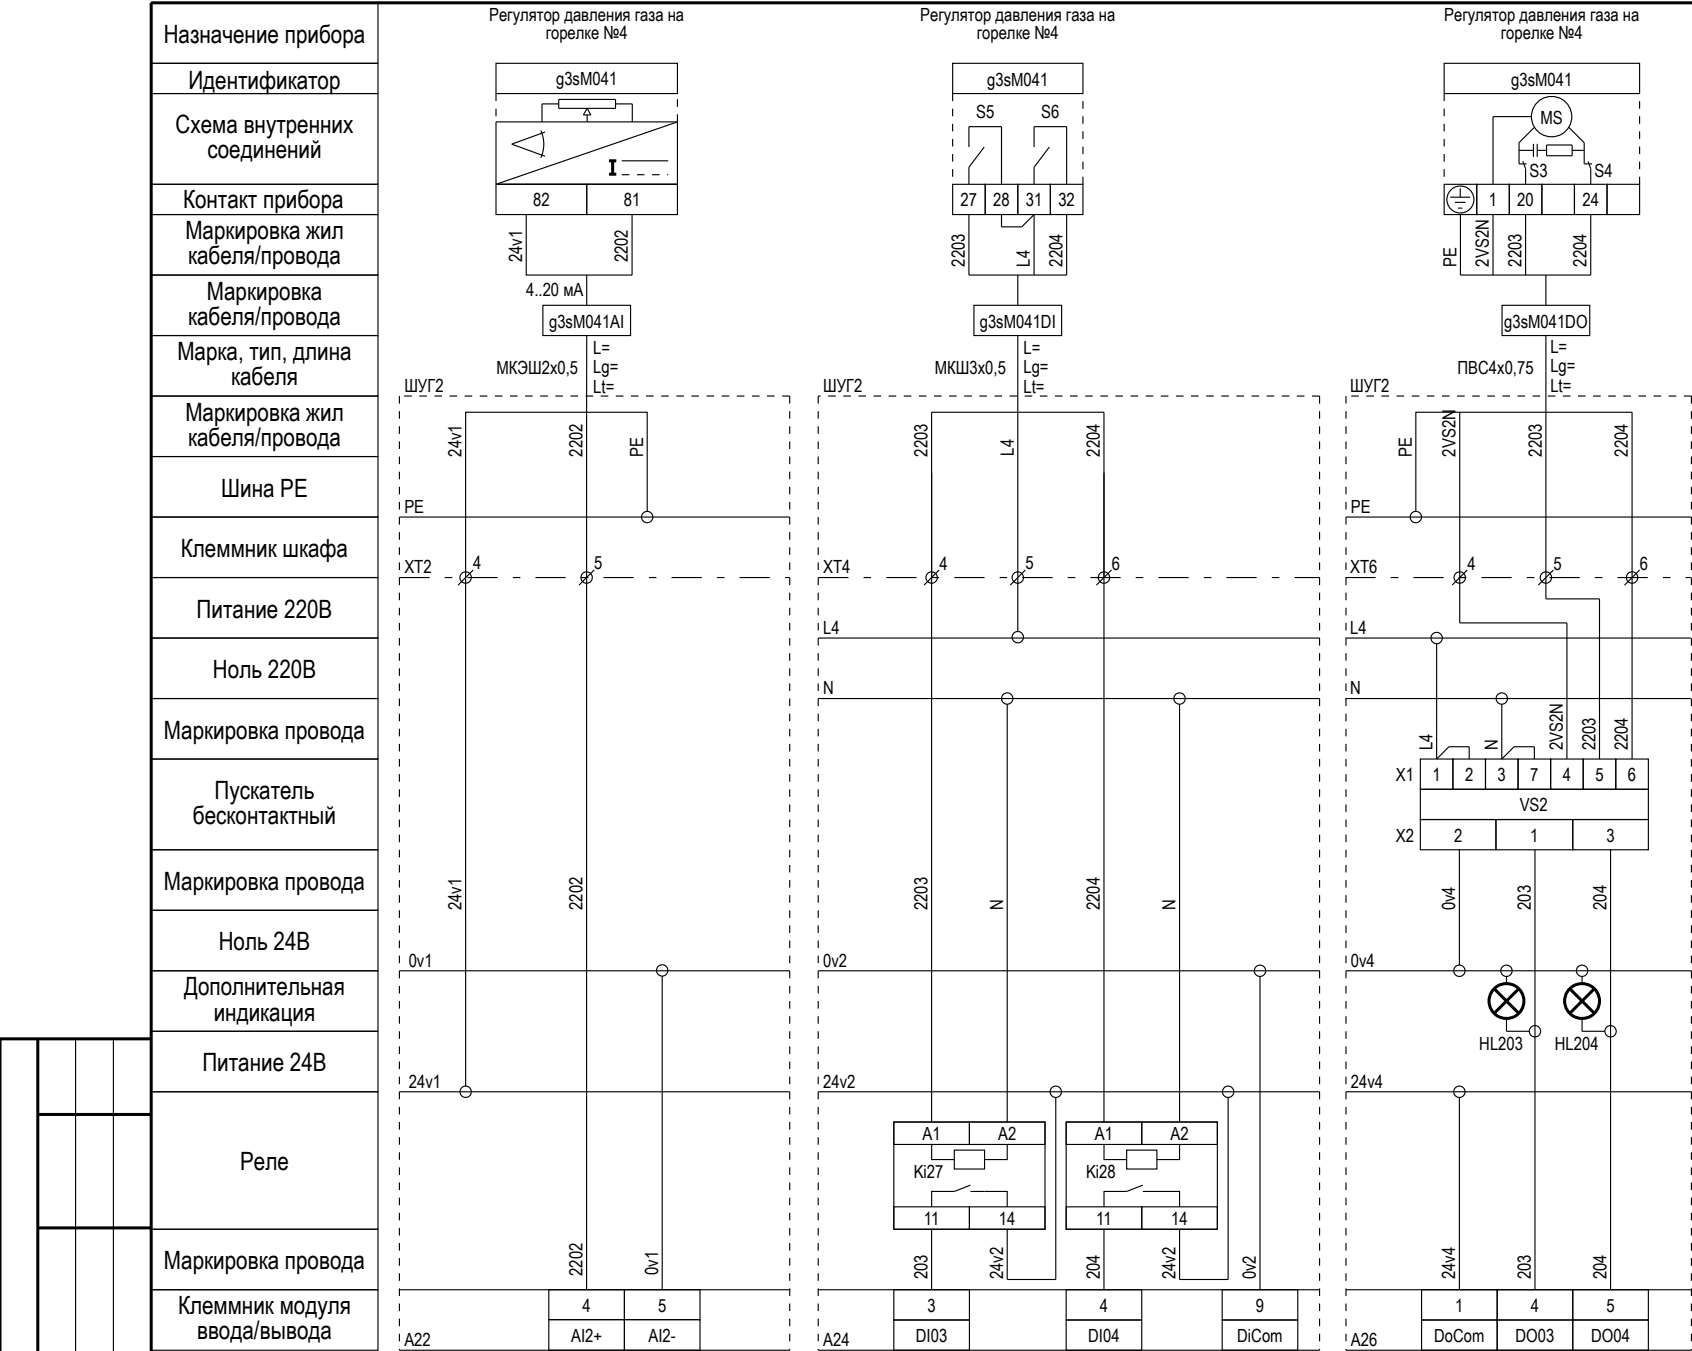 Назначение прибора
Регулятор давления газа на
горелке №4
Регулятор давления газа на
горелке №4
Регулятор давления газа на
горелке №4
Идентификатор
g3sM041
g3sM041
g3sM041
Схема внутренних
соединений
I
S5 S6
MS
S3 S4
Контакт прибора
82 81
27 28 31 32
1 20 24
Маркировка жил
кабеля/провода
24v1 2202
2203 L4 2204
PE 2VS2N 2203 2204
Маркировка
кабеля/провода
4..20 мА
g3sM041AI
g3sM041DI
g3sM041DO
Марка, тип, длина
кабеля
МКЭШ2x0,5
L=
Lg=
Lt=
МКШ3x0,5
L=
Lg=
Lt=
ПВС4x0,75
L=
Lg=
Lt=
ШУГ2
ШУГ2
ШУГ2
Маркировка жил
кабеля/провода
24v1 2202 PE
2203 L4 2204
PE 2VS2N 2203 2204
Шина PE
PE
PE
Клеммник шкафа
XT2 4 5
XT4 4 5 6
XT6 4 5 6
Питание 220В
L4
L4
Ноль 220В
N
N
Маркировка провода
L4 N 2VS2N 2203 2204
Пускатель
бесконтактный
X1 1 2 3 7 4 5 6
VS2
X2 2 1 3
Маркировка провода
24v1 2202
2203 N 2204 N
0v4 203 204
Ноль 24В
0v1
0v2
0v4
Дополнительная
индикация
HL203 HL204
Питание 24В
24v1
24v2
24v4
Реле
A1 A2
Ki27
11 14
A1 A2
Ki28
11 14
Маркировка провода
2202 0v1
203 24v2 204 24v2 0v2
24v4 203 204
Клеммник модуля
ввода/вывода
A22
4 5
AI2+ AI2-
A24
3 4 9
DI03 DI04 DiCom
A26
1 4 5
DoCom DO03 DO04